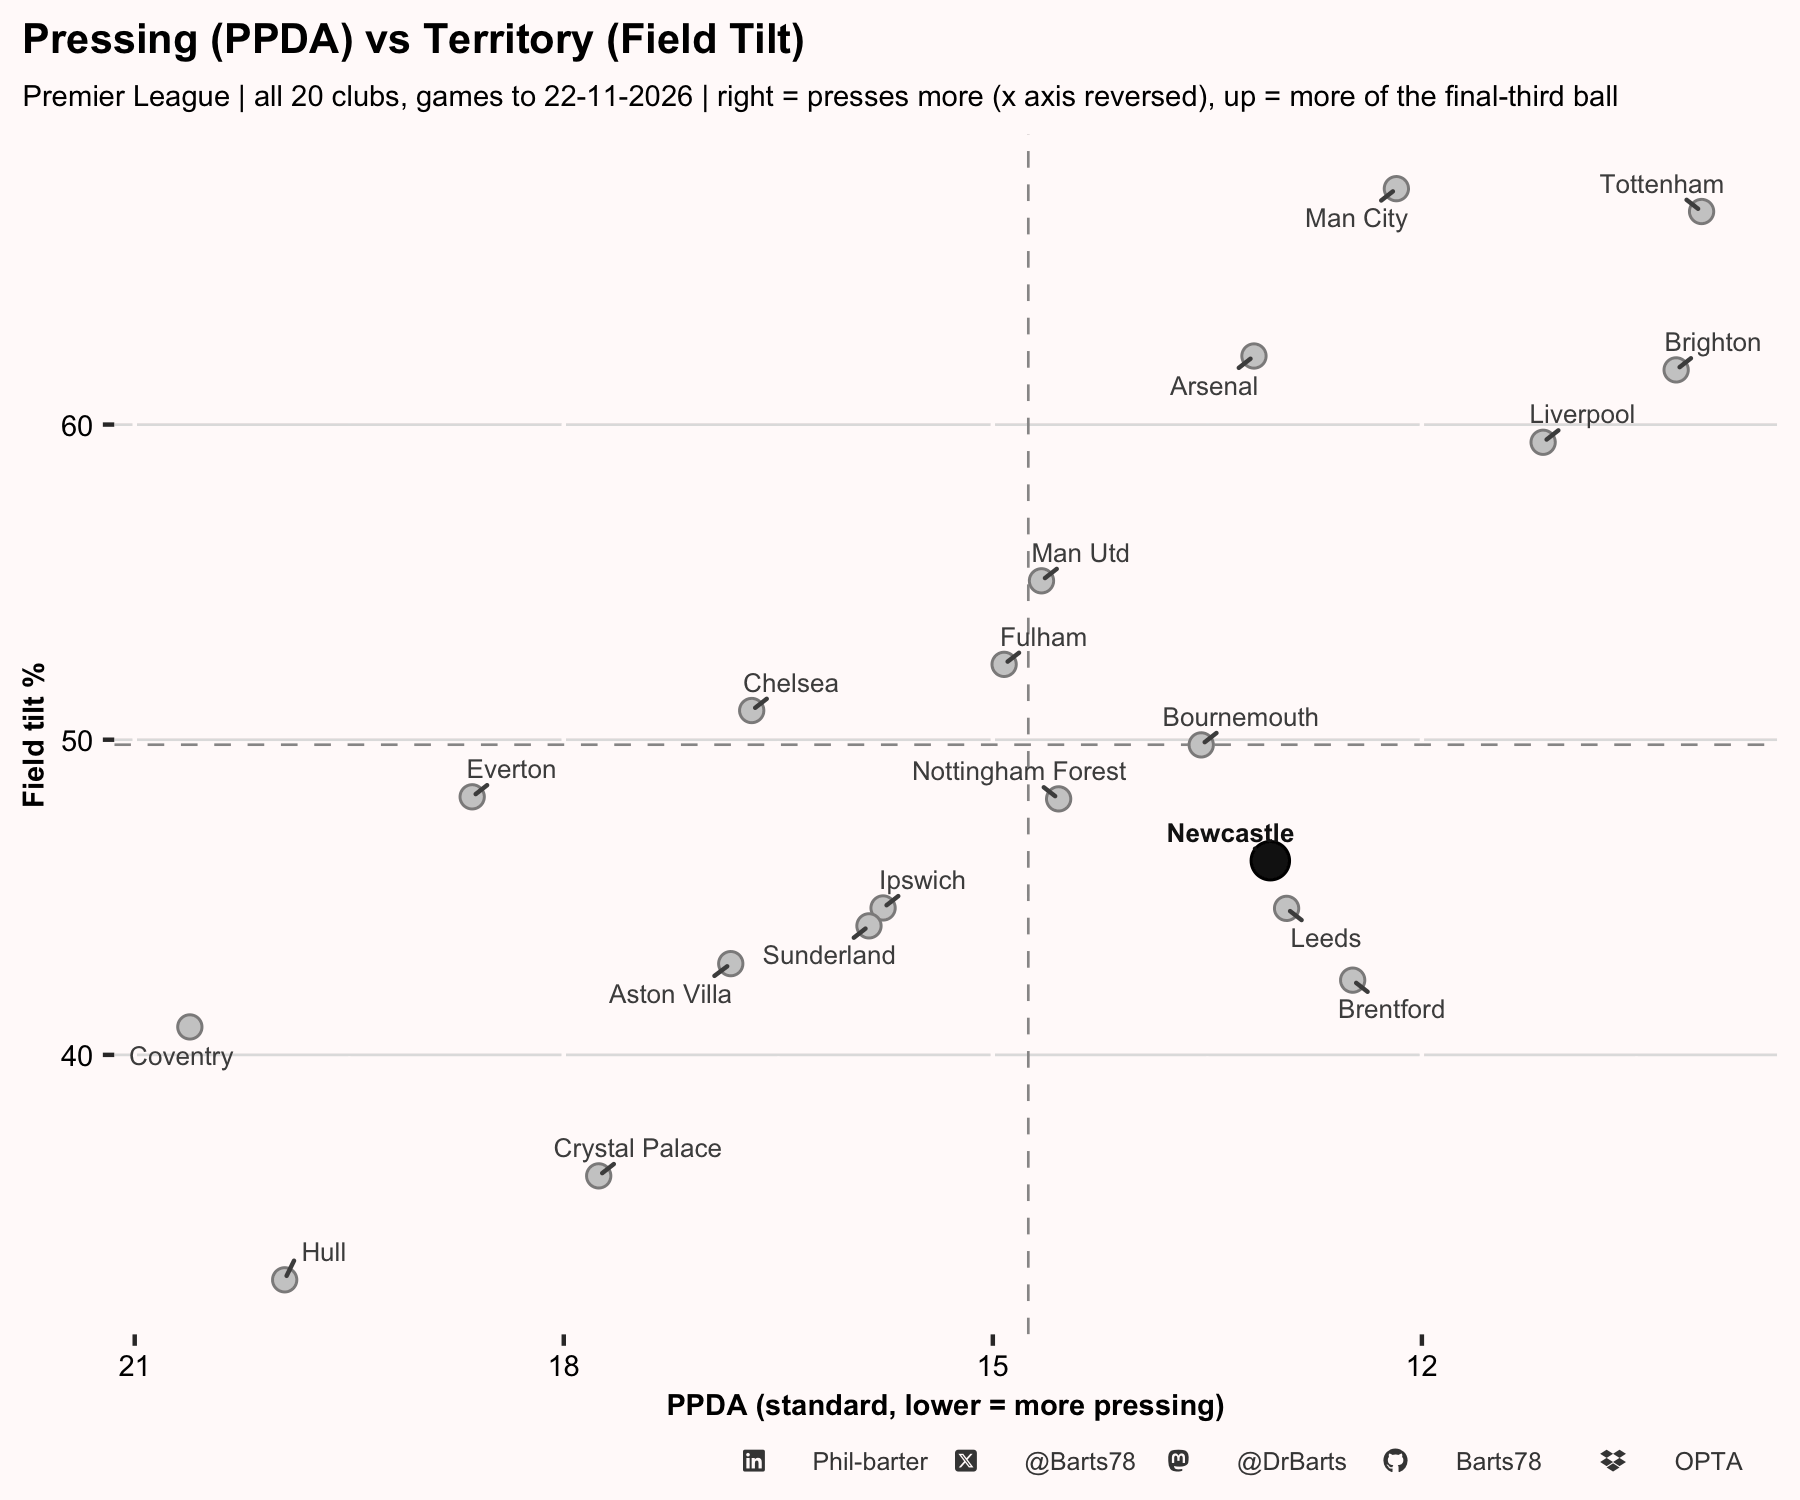 Pressing (PPDA) vs Territory (Field Tilt)
Premier League | all 20 clubs, games to 22-11-2026 | right = presses more (x axis reversed), up = more of the final-third ball
Tottenham
Man City
Brighton
Arsenal
Liverpool
60
Man Utd
Fulham
Chelsea
Bournemouth
50
Everton
Nottingham Forest
Newcastle
Ipswich
Leeds
Sunderland
Aston Villa
Brentford
Coventry
40
Crystal Palace
Hull
Field tilt %
21 18 15 12
PPDA (standard, lower = more pressing)
Phil-barter @Barts78 @DrBarts Barts78 OPTA